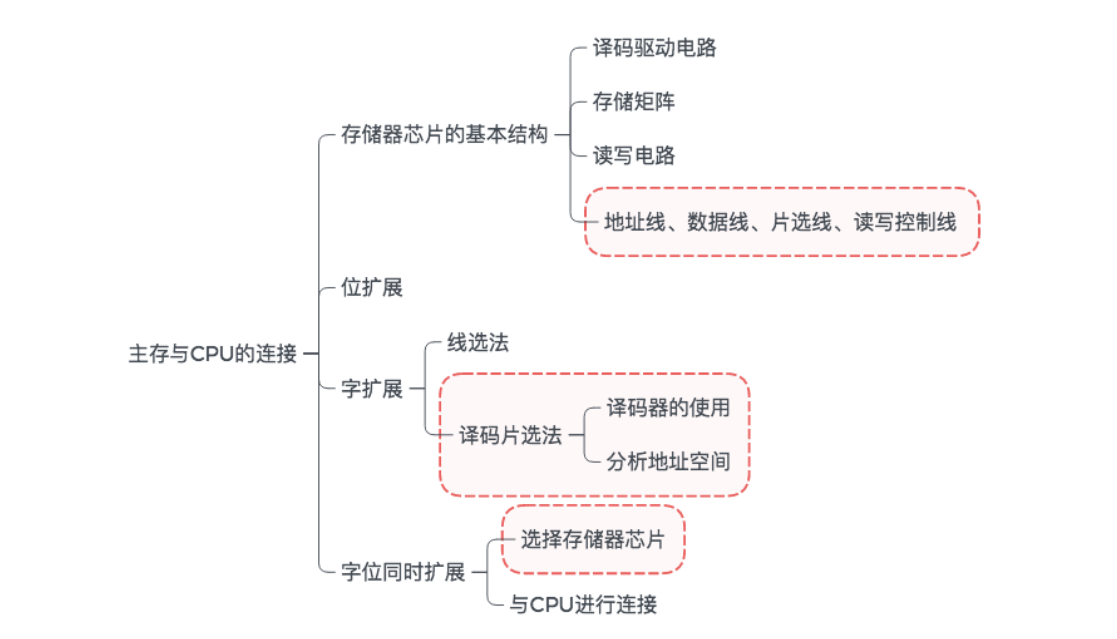 译码驱动电路
存储矩阵
存储器芯片的基本结构
读写电路
地址线、数据线、片选线、读写控制线
位扩展
线选法
主存与CPU的连接
字扩展
译码器的使用
译码片选法
分析地址空间
选择存储器芯片
字位同时扩展
与CPU进行连接